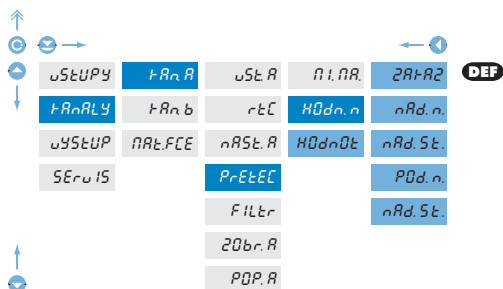 vStUPY KAn. A vSt. A MI.MA. ZAKAZ DEF
KAnALY KAn. b rtC HODn. n nAd. n.
vYStUP MAt.FCE nASt. A HODnOt nAd. St.
SErvIS PrEtEC POd. n.
FILtr nAd. St.
ZObr. A
POP. A